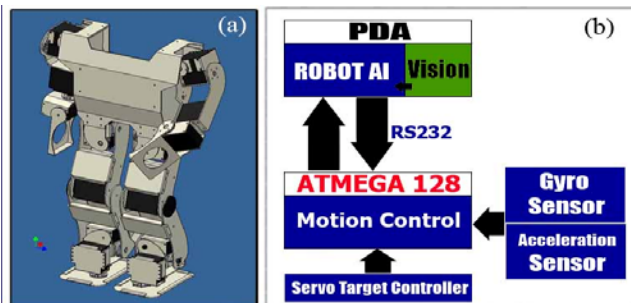 (a)
(b)
PDA
ROBOT AI
Vision
RS232
ATMEGA 128
Motion Control
Gyro
Sensor
Acceleration
Sensor
Servo Target Controller